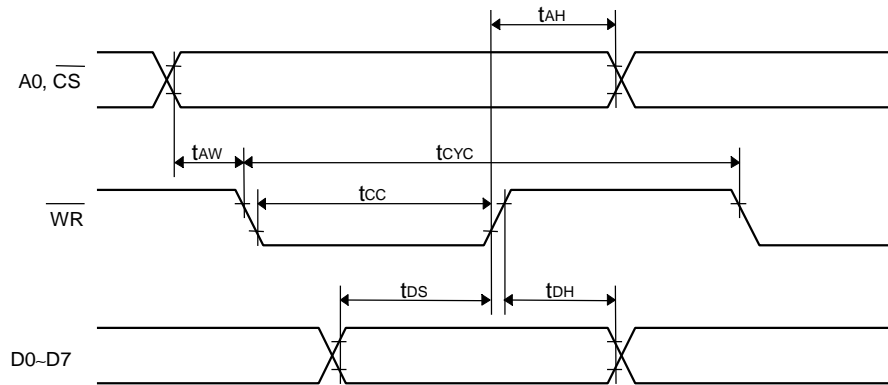 tAH
A0, CS
tAW
tCYC
WR
tCC
tDS
tDH
D0~D7